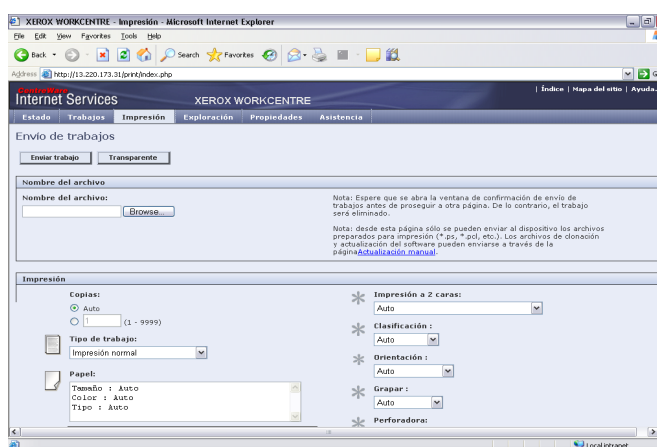 XEROX WORKCENTRE - Impresión - Microsoft Internet Explorer
File Edit View Favorites Tools Help
Back Search Favorites
Address http://13.220.173.31/print/index.php G
CentreWare
Internet Services XEROX WORKCENTRE
Índice | Mapa del sitio | Ayuda
Estado Trabajos Impresión Exploración Propiedades Asistencia
Envío de trabajos
Enviar trabajo Transparente
Nombre del archivo
Nombre del archivo:
Browse...
Nota: Espere que se abra la ventana de confirmación de envío de
trabajos antes de proseguir a otra página. De lo contrario, el trabajo
será eliminado.
Nota: desde esta página sólo se pueden enviar al dispositivo los archivos
preparados para impresión (*.ps, *.pcl, etc.). Los archivos de clonación
y actualización del software pueden enviarse a través de la
páginaActualización manual.
Impresión
Copias:
Auto
1 (1 - 9999)
Tipo de trabajo:
Impresión normal
Papel:
Tamaño : Auto
Color : Auto
Tipo : Auto
Impresión a 2 caras:
Auto
Clasificación :
Auto
Orientación :
Auto
Grapar :
Auto
Perforadora:
Local intranet